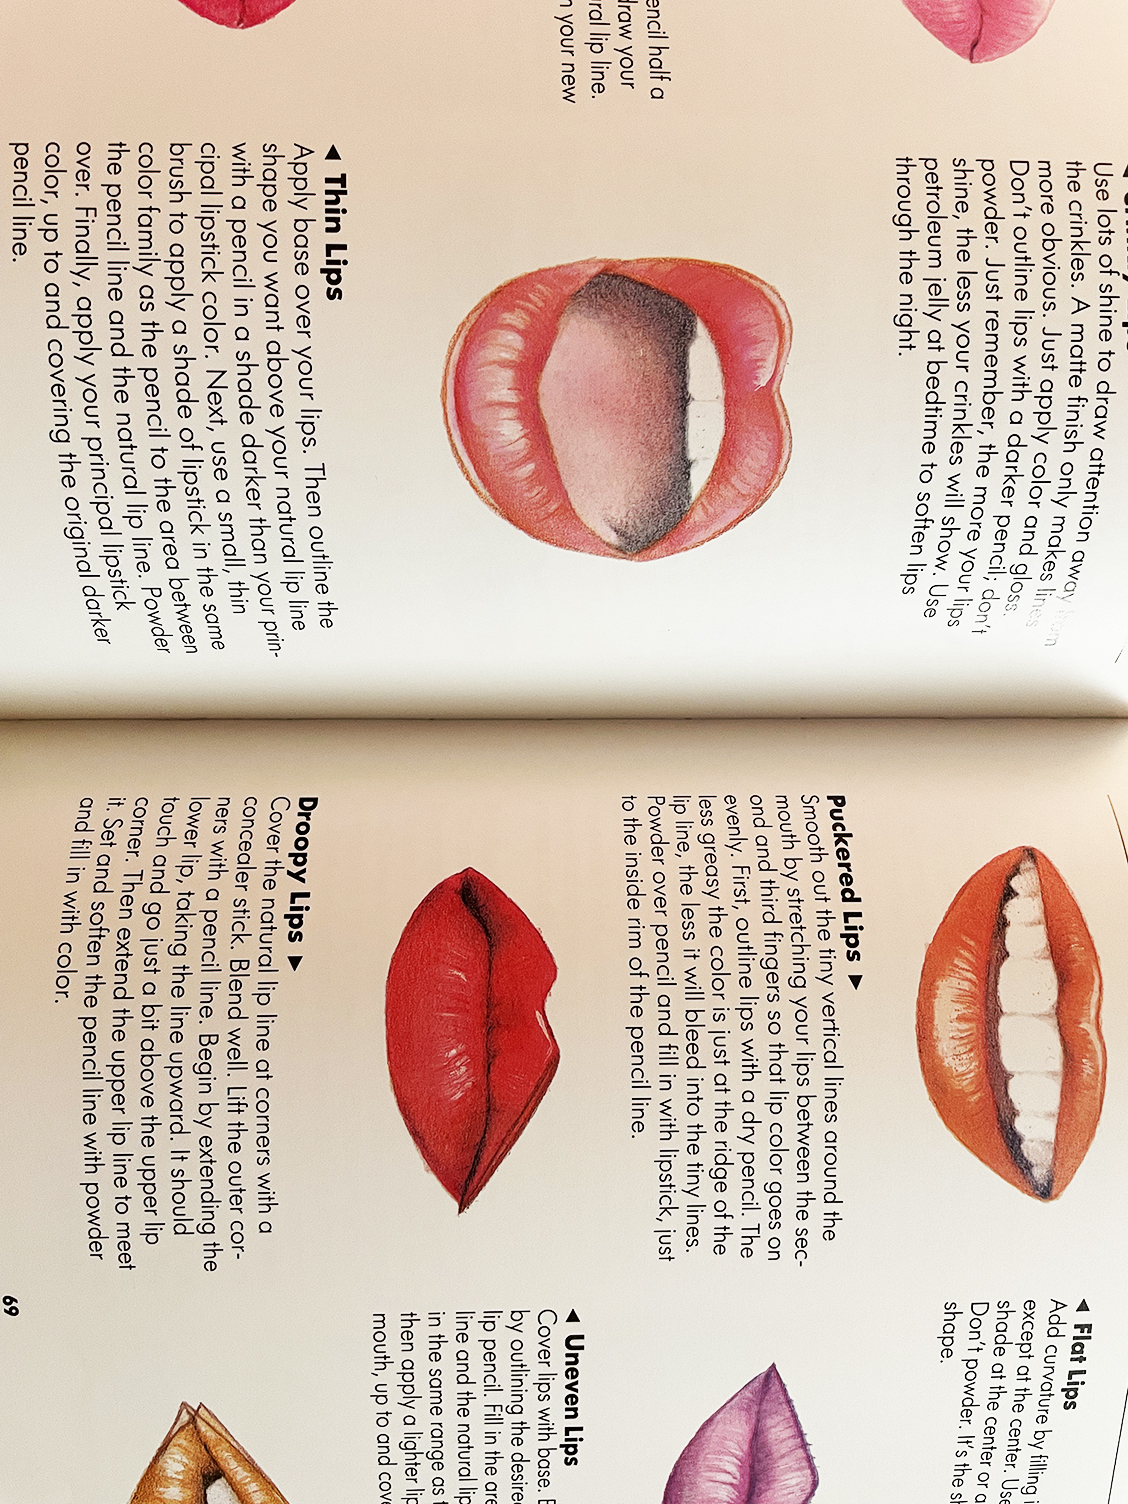 encil half a
draw your
ral lip line.
n your new
Use lots of shine to draw attention away from
the crinkles. A matte finish only makes lines
more obvious. Just apply color and gloss.
Don't outline lips with a darker pencil; don't
powder. Just remember, the more your lips
shine, the less your crinkles will show. Use
petroleum jelly at bedtime to soften lips
through the night.
◀ Thin Lips
Apply base over your lips. Then outline the
shape you want above your natural lip line
with a pencil in a shade darker than your prin-
cipal lipstick color. Next, use a small, thin
brush to apply a shade of lipstick in the same
color family as the pencil to the area between
the pencil line and the natural lip line. Powder
over. Finally, apply your principal lipstick
color, up to and covering the original darker
pencil line.
Puckered Lips ▶
Smooth out the tiny vertical lines around the
mouth by stretching your lips between the sec-
ond and third fingers so that lip color goes on
evenly. First, outline lips with a dry pencil. The
less greasy the color is just at the ridge of the
lip line, the less it will bleed into the tiny lines.
Powder over pencil and fill in with lipstick, just
to the inside rim of the pencil line.
Droopy Lips ▶
Cover the natural lip line at corners with a
concealer stick. Blend well. Lift the outer cor-
ners with a pencil line. Begin by extending the
lower lip, taking the line upward. It should
touch and go just a bit above the upper lip
corner. Then extend the upper lip line to meet
it. Set and soften the pencil line with powder
and fill in with color.
◀ Flat Lips
Add curvature by filling i
except at the center. Use
shade at the center or a
Don't powder. It's the sh
shape.
◀ Uneven Lips
Cover lips with base. E
by outlining the desire
lip pencil. Fill in the are
line and the natural lip
in the same range as t
then apply a lighter lip
mouth, up to and cov
69